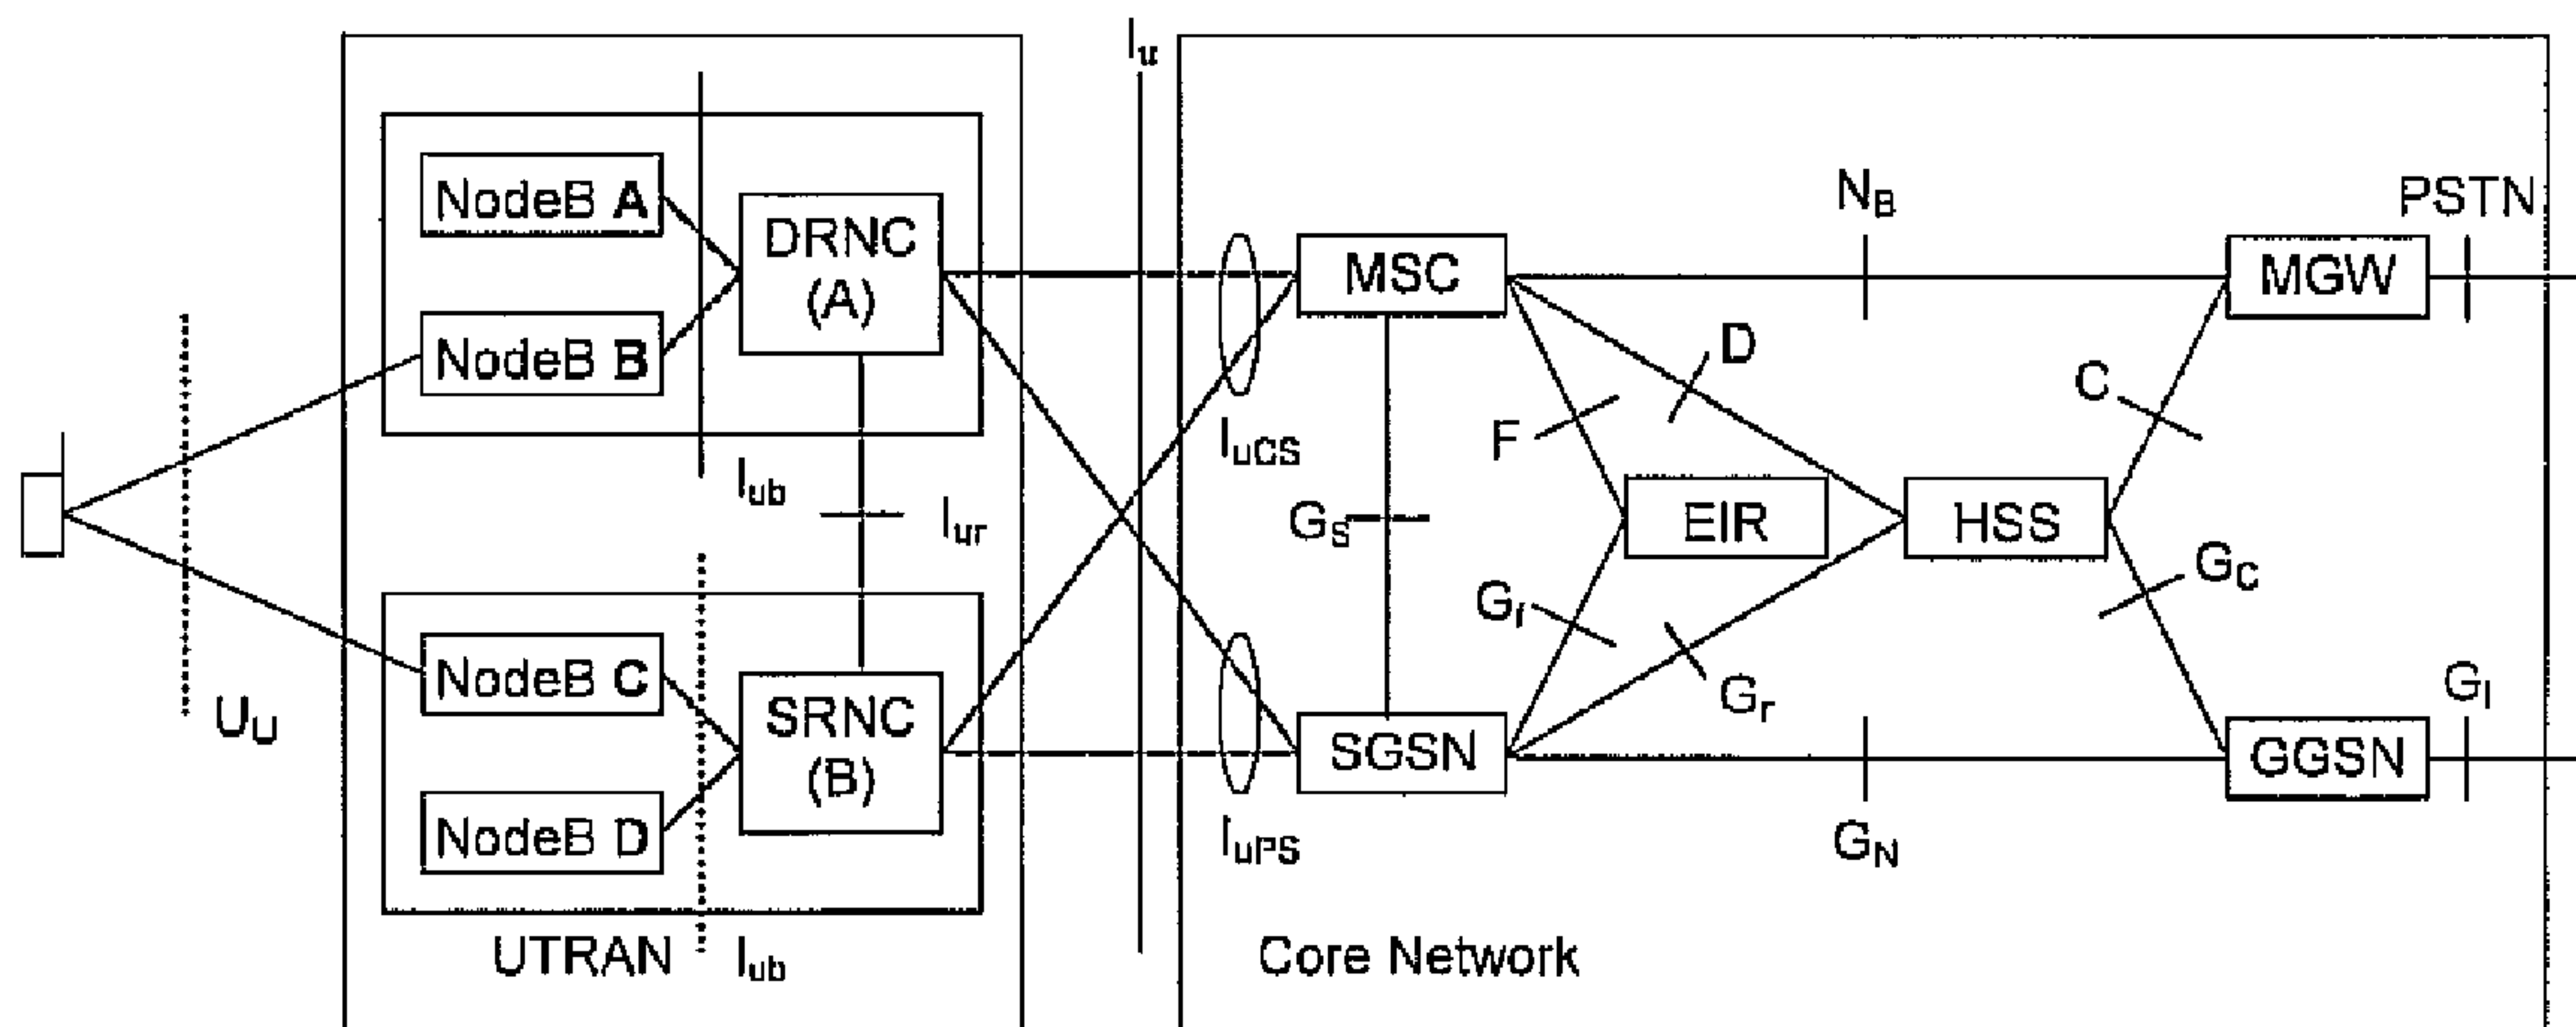 Iu
NodeB A
NodeB B
DRNC
(A)
Iub
Iur
UU
NodeB C
NodeB D
SRNC
(B)
UTRAN
Iub
IuCS
IuPS
MSC
NB
MGW
PSTN
D
F
C
GS
EIR
HSS
Gf
Gr
GC
SGSN
GN
GGSN
GI
Core Network